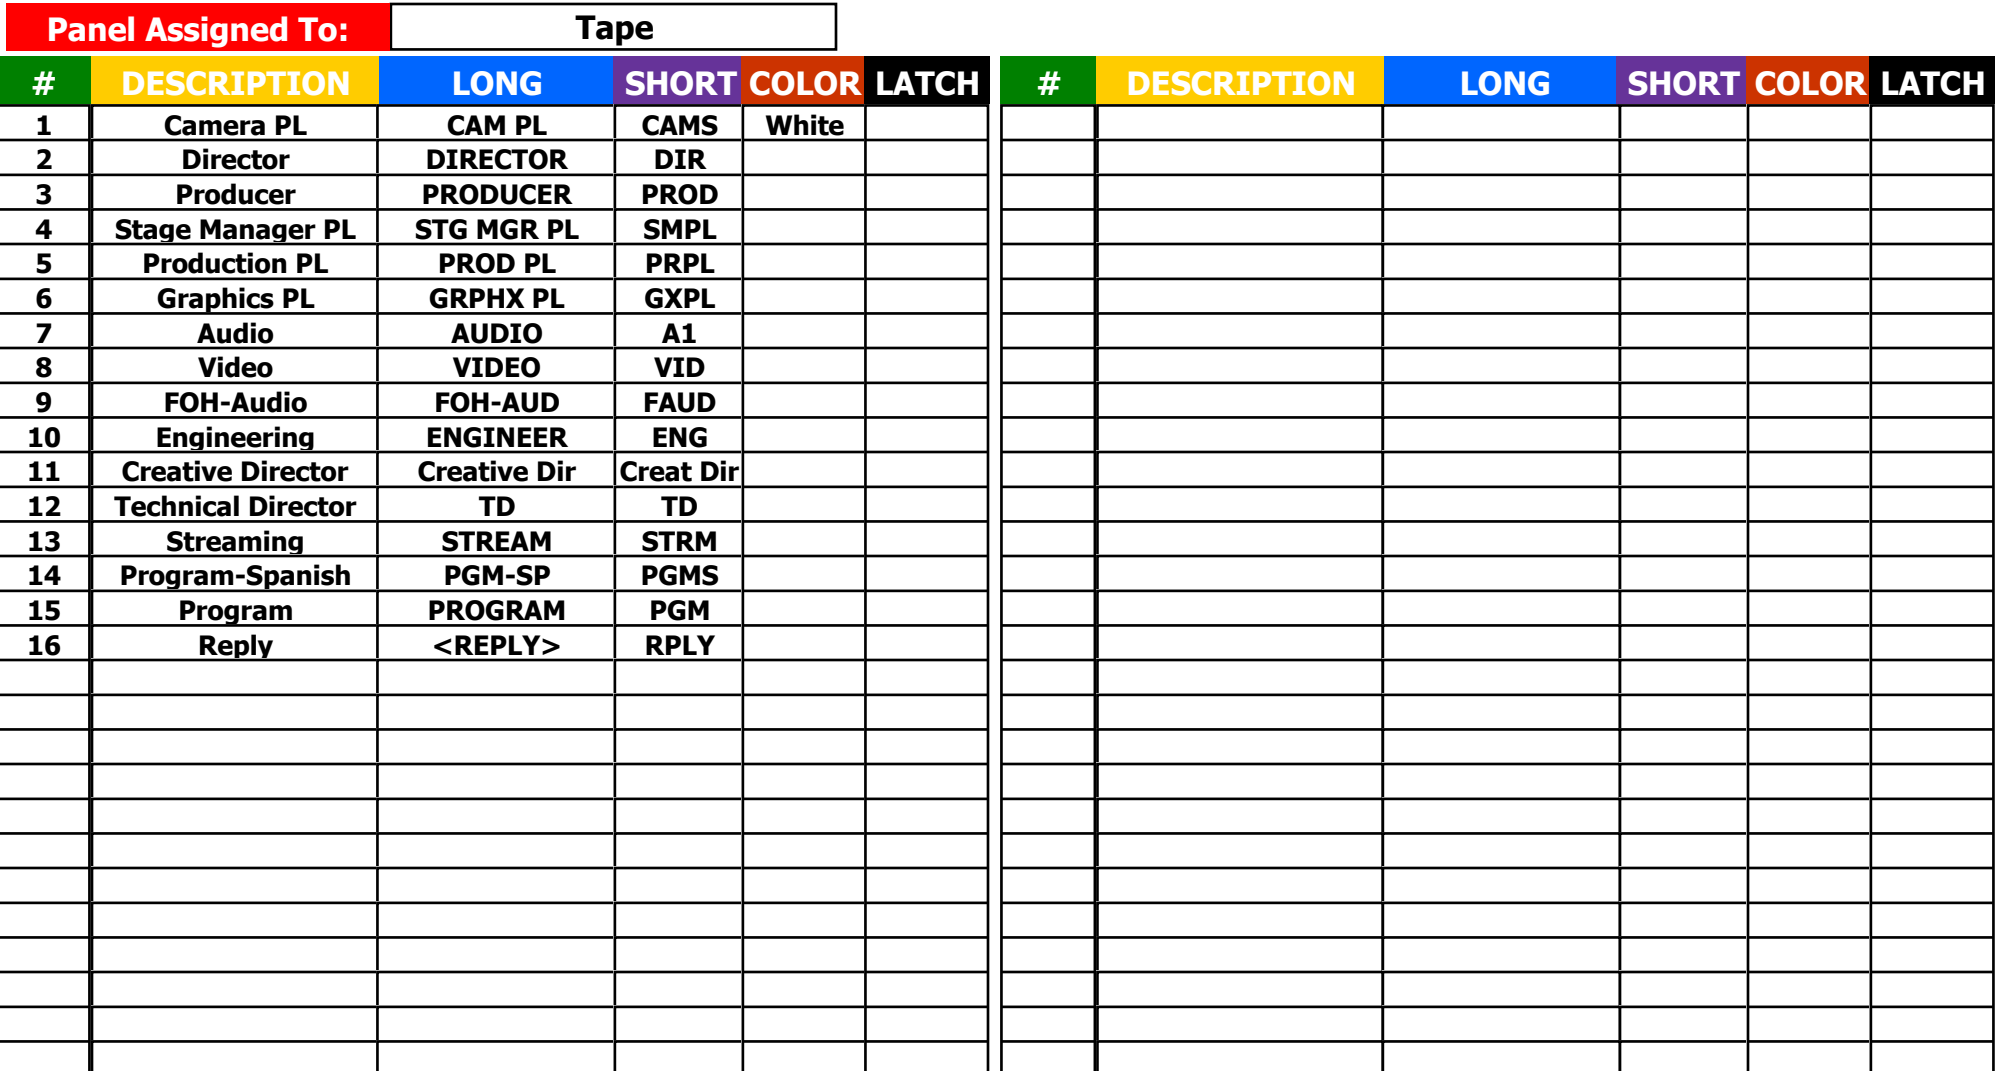 Panel Assigned To: Tape
# DESCRIPTION LONG SHORT COLOR LATCH # DESCRIPTION LONG SHORT COLOR LATCH
1 Camera PL CAM PL CAMS White
2 Director DIRECTOR DIR
3 Producer PRODUCER PROD
4 Stage Manager PL STG MGR PL SMPL
5 Production PL PROD PL PRPL
6 Graphics PL GRPHX PL GXPL
7 Audio AUDIO A1
8 Video VIDEO VID
9 FOH-Audio FOH-AUD FAUD
10 Engineering ENGINEER ENG
11 Creative Director Creative Dir Creat Dir
12 Technical Director TD TD
13 Streaming STREAM STRM
14 Program-Spanish PGM-SP PGMS
15 Program PROGRAM PGM
16 Reply <REPLY> RPLY